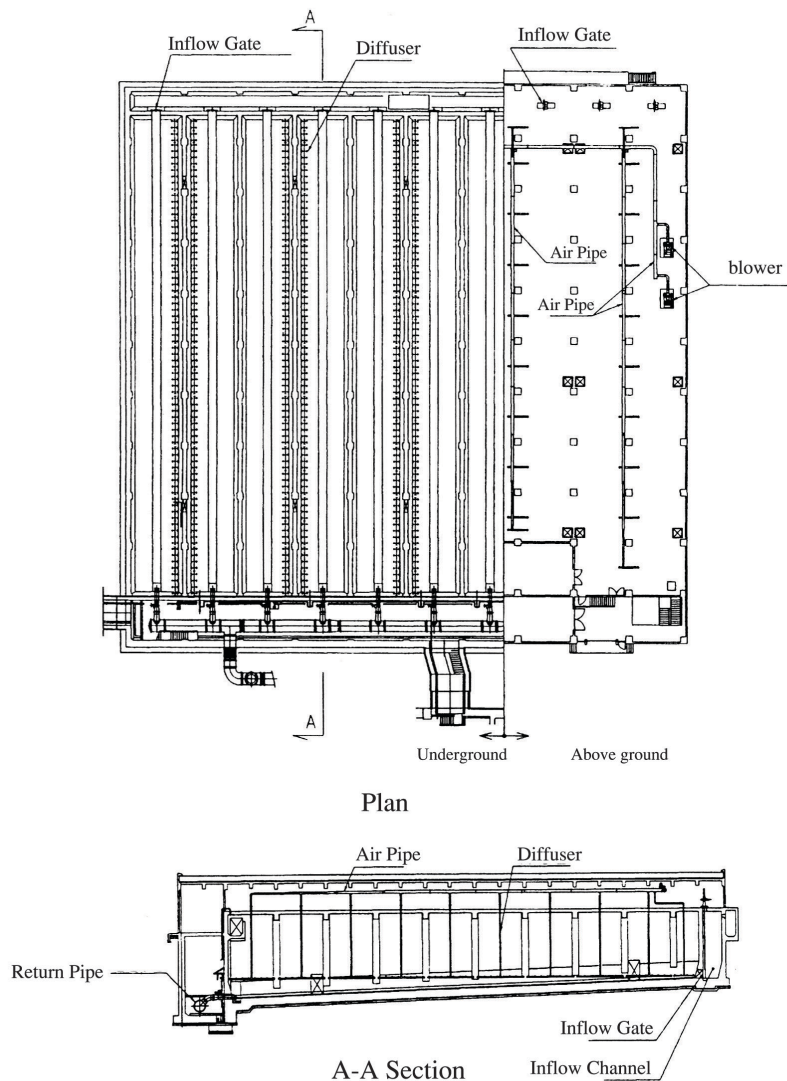 A
Inflow Gate
Diffuser
Inflow Gate
Air Pipe
blower
Air Pipe
A
Underground
Above ground
Plan
Air Pipe
Diffuser
Return Pipe
Inflow Gate
A-A Section
Inflow Channel